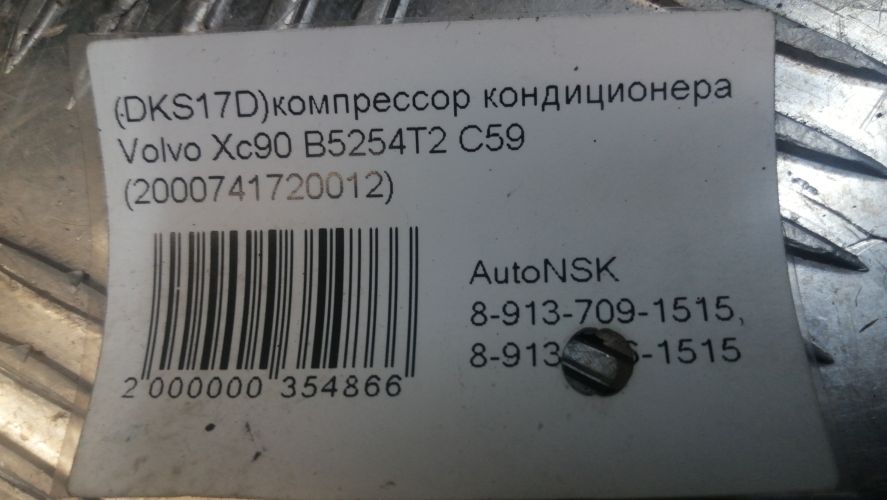 (DKS17D)компрессор кондиционера
Volvo Xc90 B5254T2 C59
(2000741720012)
AutoNSK
8-913-709-1515,
2 000000 354866